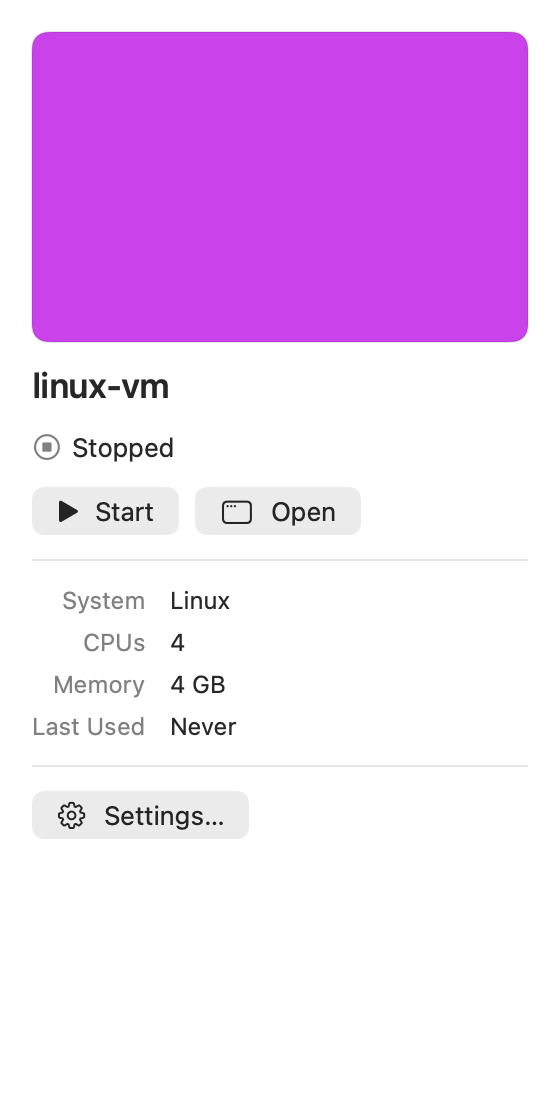 linux-vm
Stopped
Start Open
System Linux
CPUs 4
Memory 4 GB
Last Used Never
Settings...